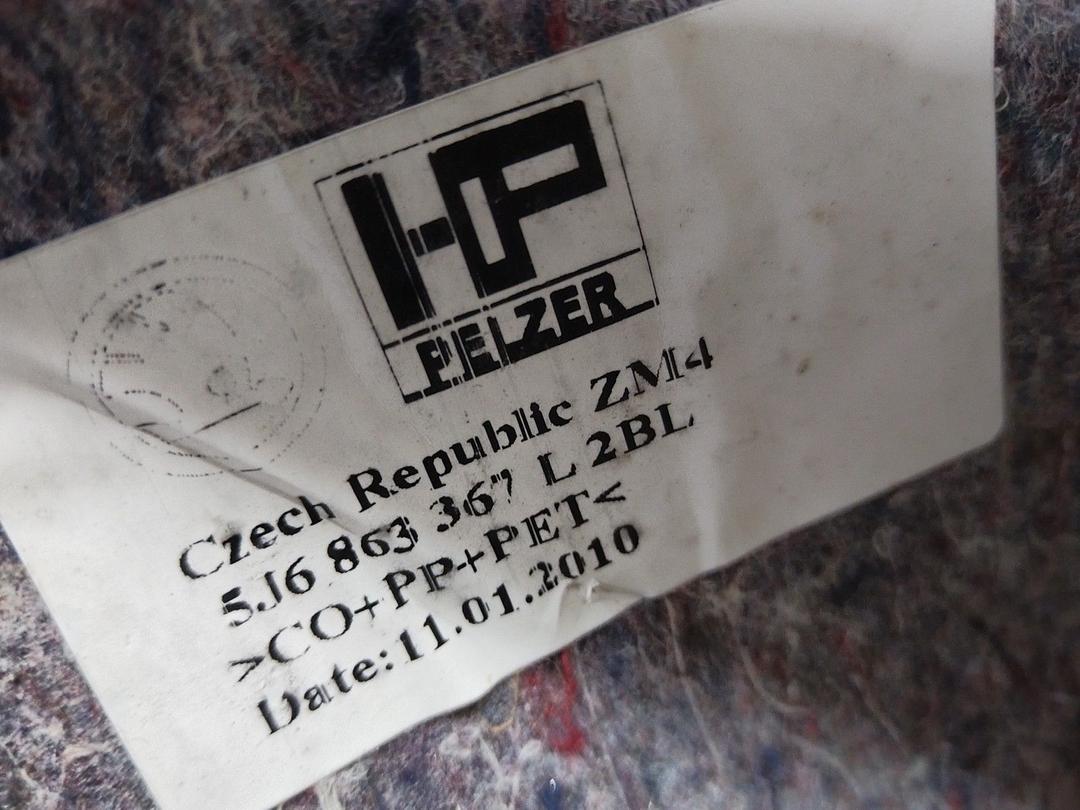 HP
PELZER
Czech Republic ZM4
5J6 863 367 L 2BL
>CO+PP+PET<
Date:11.01.2010